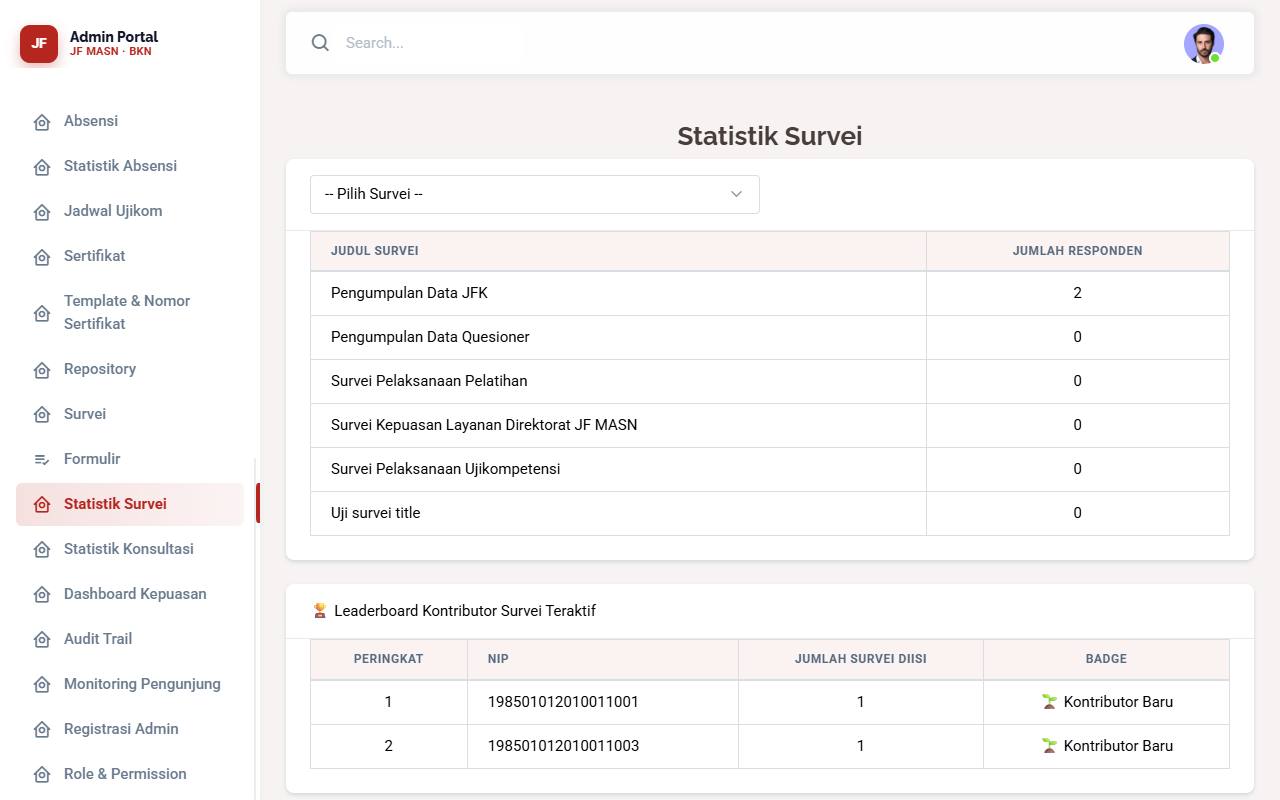 JF
Admin Portal
JF MASN · BKN
Absensi
Statistik Absensi
Jadwal Ujikom
Sertifikat
Template & Nomor
Sertifikat
Repository
Survei
Formulir
Statistik Survei
Statistik Konsultasi
Dashboard Kepuasan
Audit Trail
Monitoring Pengunjung
Registrasi Admin
Role & Permission
Search...
Statistik Survei
-- Pilih Survei --
JUDUL SURVEI JUMLAH RESPONDEN
Pengumpulan Data JFK 2
Pengumpulan Data Quesioner 0
Survei Pelaksanaan Pelatihan 0
Survei Kepuasan Layanan Direktorat JF MASN 0
Survei Pelaksanaan Ujikompetensi 0
Uji survei title 0
🏆 Leaderboard Kontributor Survei Teraktif
PERINGKAT NIP JUMLAH SURVEI DIISI BADGE
1 198501012010011001 1 🌱 Kontributor Baru
2 198501012010011003 1 🌱 Kontributor Baru